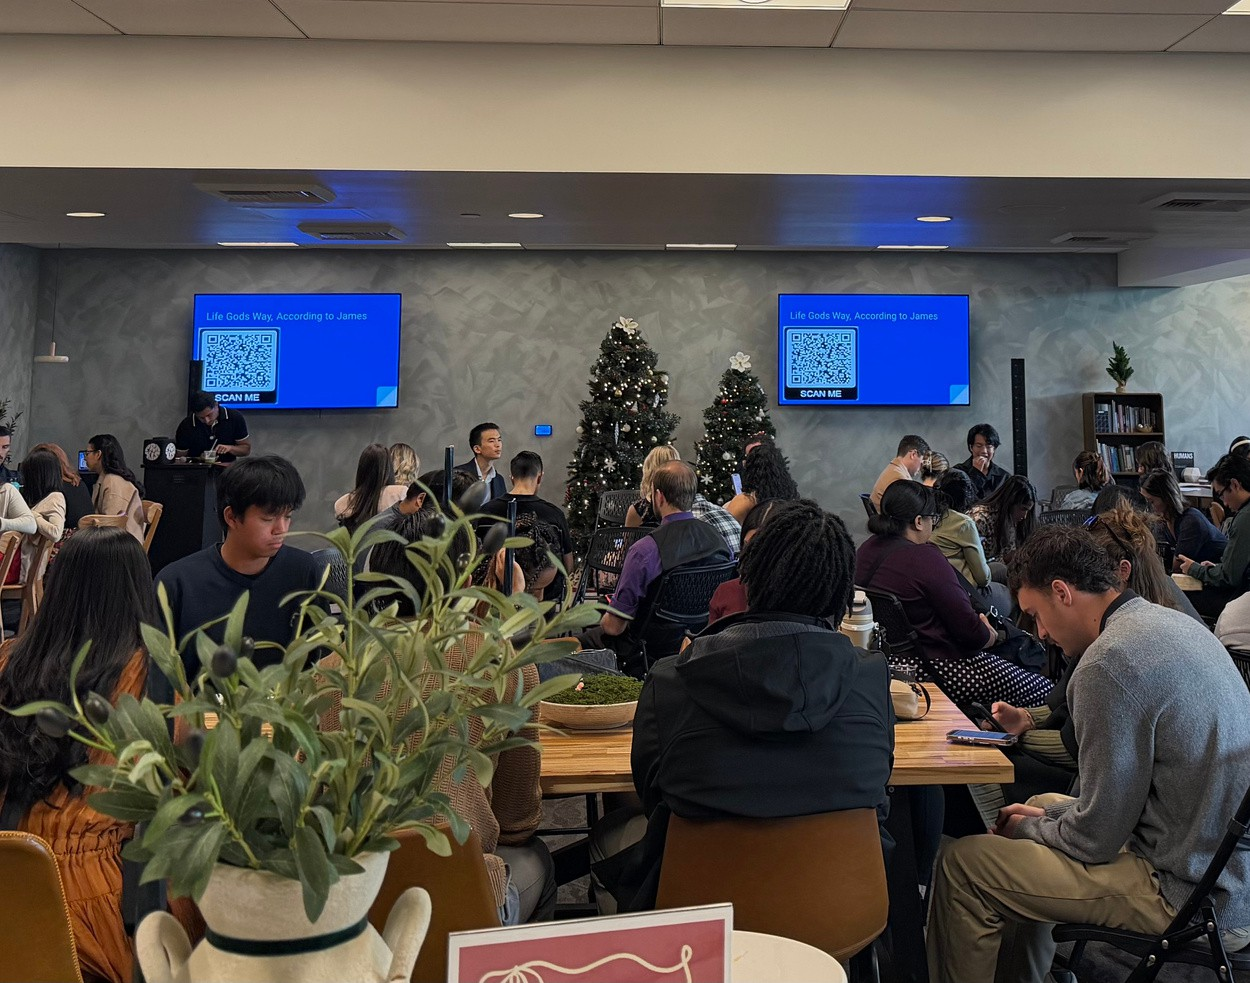 Life Gods Way, According to James
SCAN ME
Life Gods Way, According to James
SCAN ME
HUMANS